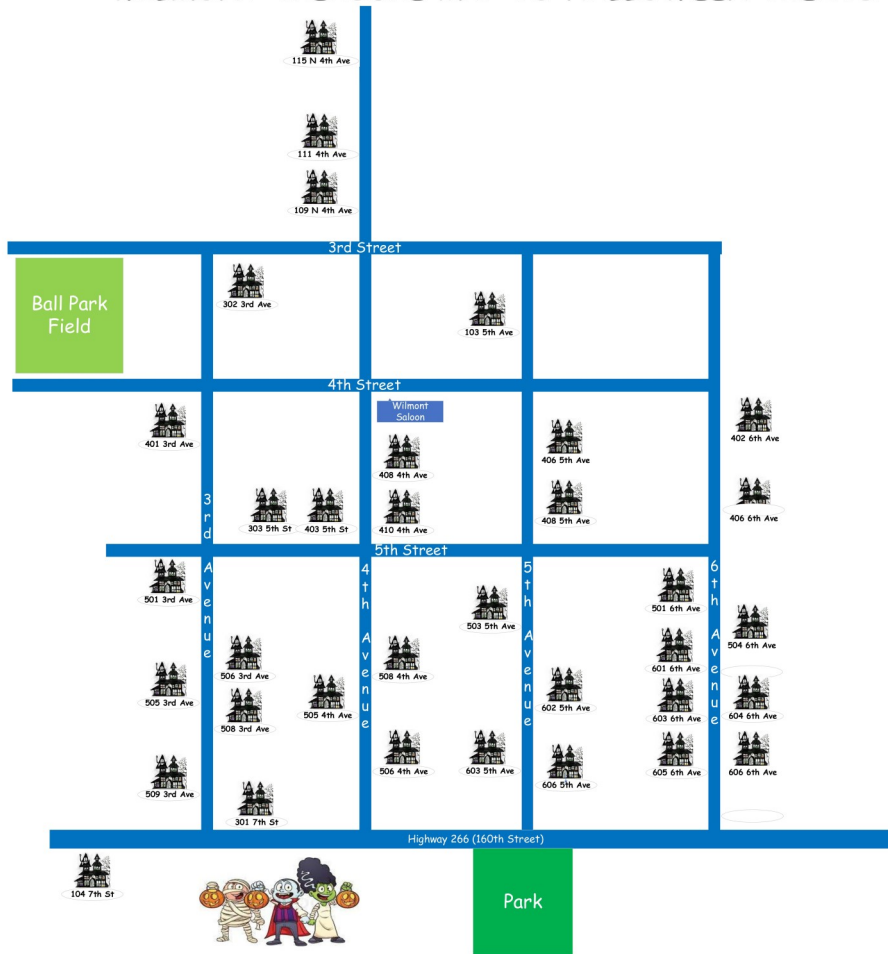 115 N 4th Ave
111 4th Ave
109 N 4th Ave
3rd Street
Ball Park
Field
302 3rd Ave
103 5th Ave
4th Street
Wilmont
Saloon
401 3rd Ave
402 6th Ave
408 4th Ave
406 5th Ave
303 5th St
403 5th St
410 4th Ave
408 5th Ave
406 6th Ave
3rd Avenue
5th Street
4th Avenue
5th Avenue
6th Avenue
501 3rd Ave
503 5th Ave
501 6th Ave
504 6th Ave
506 3rd Ave
508 4th Ave
601 6th Ave
505 3rd Ave
505 4th Ave
602 5th Ave
603 6th Ave
604 6th Ave
508 3rd Ave
506 4th Ave
603 5th Ave
606 5th Ave
605 6th Ave
606 6th Ave
509 3rd Ave
301 7th St
Highway 266 (160th Street)
104 7th St
Park